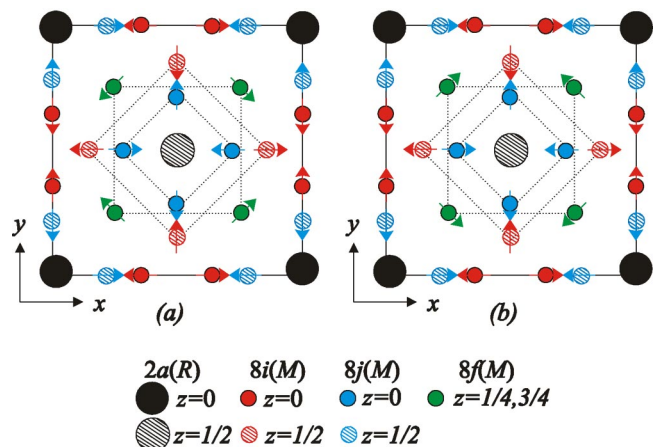 y
x
(a)
y
x
(b)
2a(R) 8i(M) 8j(M) 8f(M)
z=0 z=0 z=0 z=1/4,3/4
z=1/2 z=1/2 z=1/2